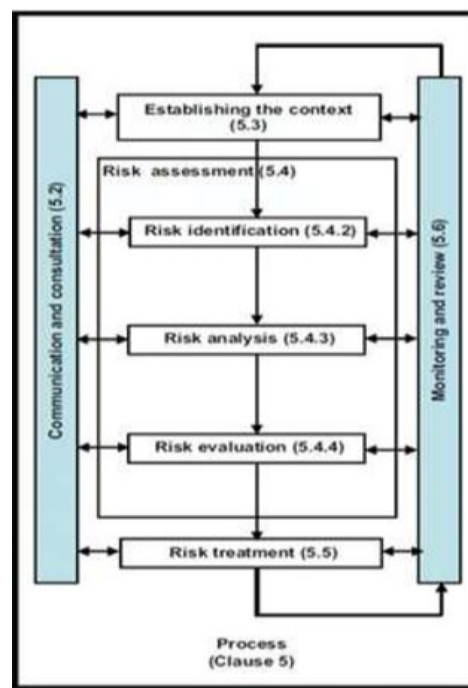 Establishing the context
(5.3)
Risk assessment (5.4)
Risk identification (5.4.2)
Risk analysis (5.4.3)
Risk evaluation (5.4.4)
Risk treatment (5.5)
Communication and consultation (5.2)
Monitoring and review (5.6)
Process
(Clause 5)